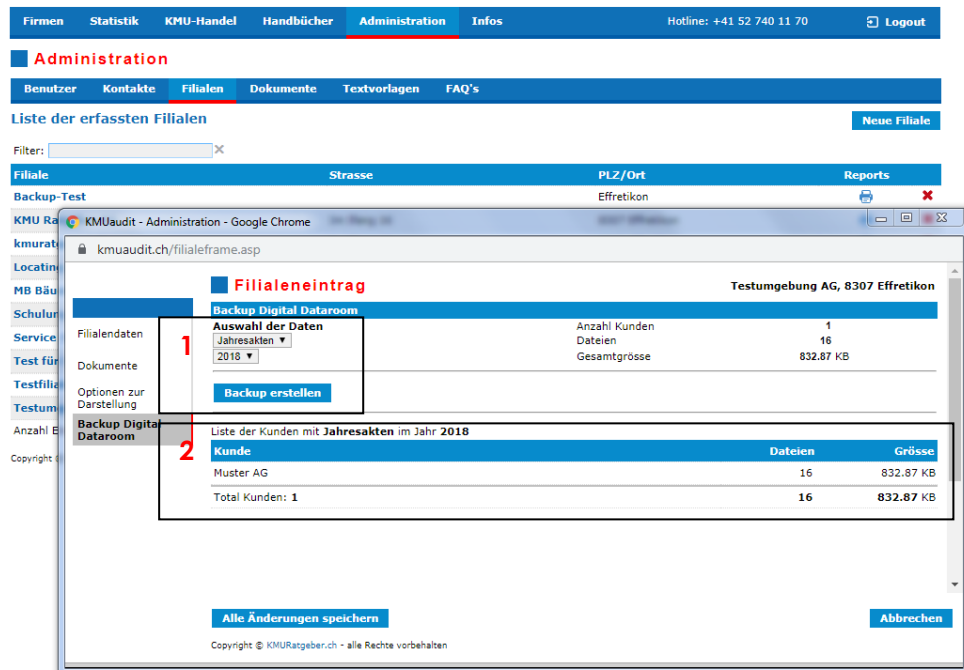 Firmen Statistik KMU-Handel Handbücher Administration Infos Hotline: +41 52 740 11 70 Logout
Administration
Benutzer Kontakte Filialen Dokumente Textvorlagen FAQ's
Liste der erfassten Filialen Neue Filiale
Filter:
Filiale Strasse PLZ/Ort Reports
Backup-Test Effretikon
KMU Ra
kmuratg
Locating
MB Bäu
Schulun
Service
Test für
Testfilia
Testum
Anzahl E
Copyright
KMUaudit - Administration - Google Chrome
kmuaudit.ch/filialeframe.asp
Filialeneintrag Testumgebung AG, 8307 Effretikon
Filialendaten
Dokumente
Optionen zur
Darstellung
Backup Digital
Dataroom
Backup Digital Dataroom
1
Auswahl der Daten Anzahl Kunden 1
Jahresakten Dateien 16
2018 Gesamtgrösse 832.87 KB
Backup erstellen
2
Liste der Kunden mit Jahresakten im Jahr 2018
Kunde Dateien Grösse
Muster AG 16 832.87 KB
Total Kunden: 1 16 832.87 KB
Alle Änderungen speichern Abbrechen
Copyright © KMURatgeber.ch - alle Rechte vorbehalten